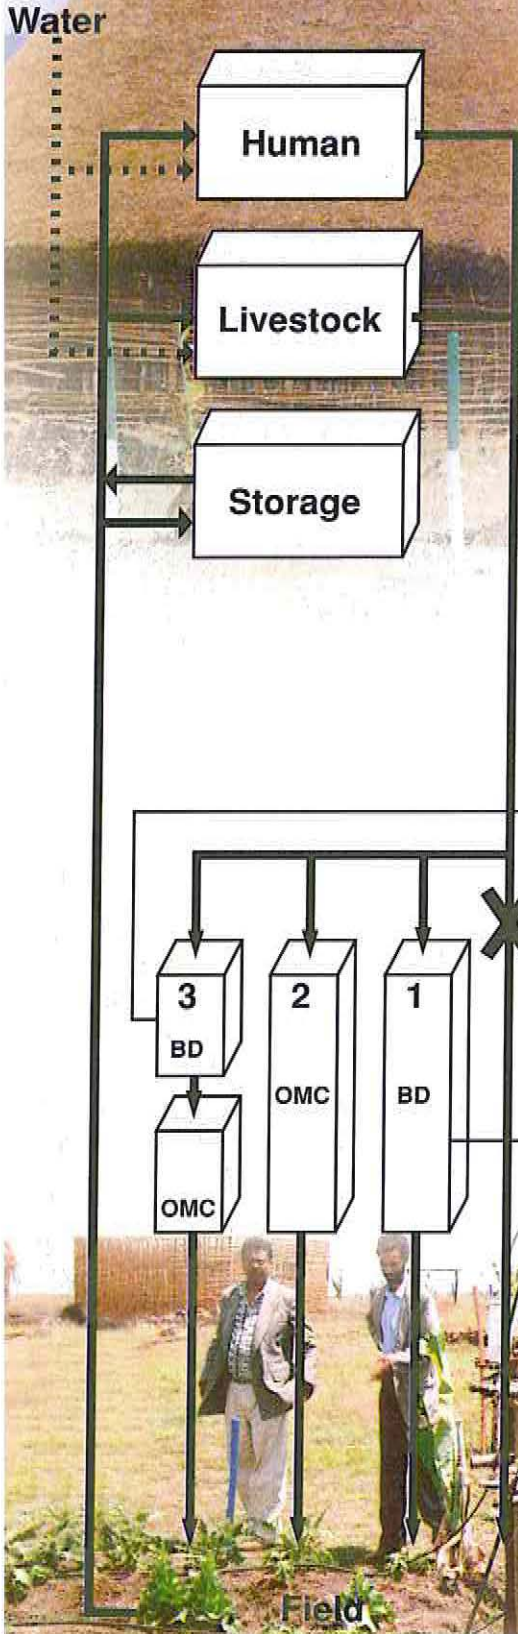 Water
Human
Livestock
Storage
3
BD
2
OMC
1
BD
OMC
Field